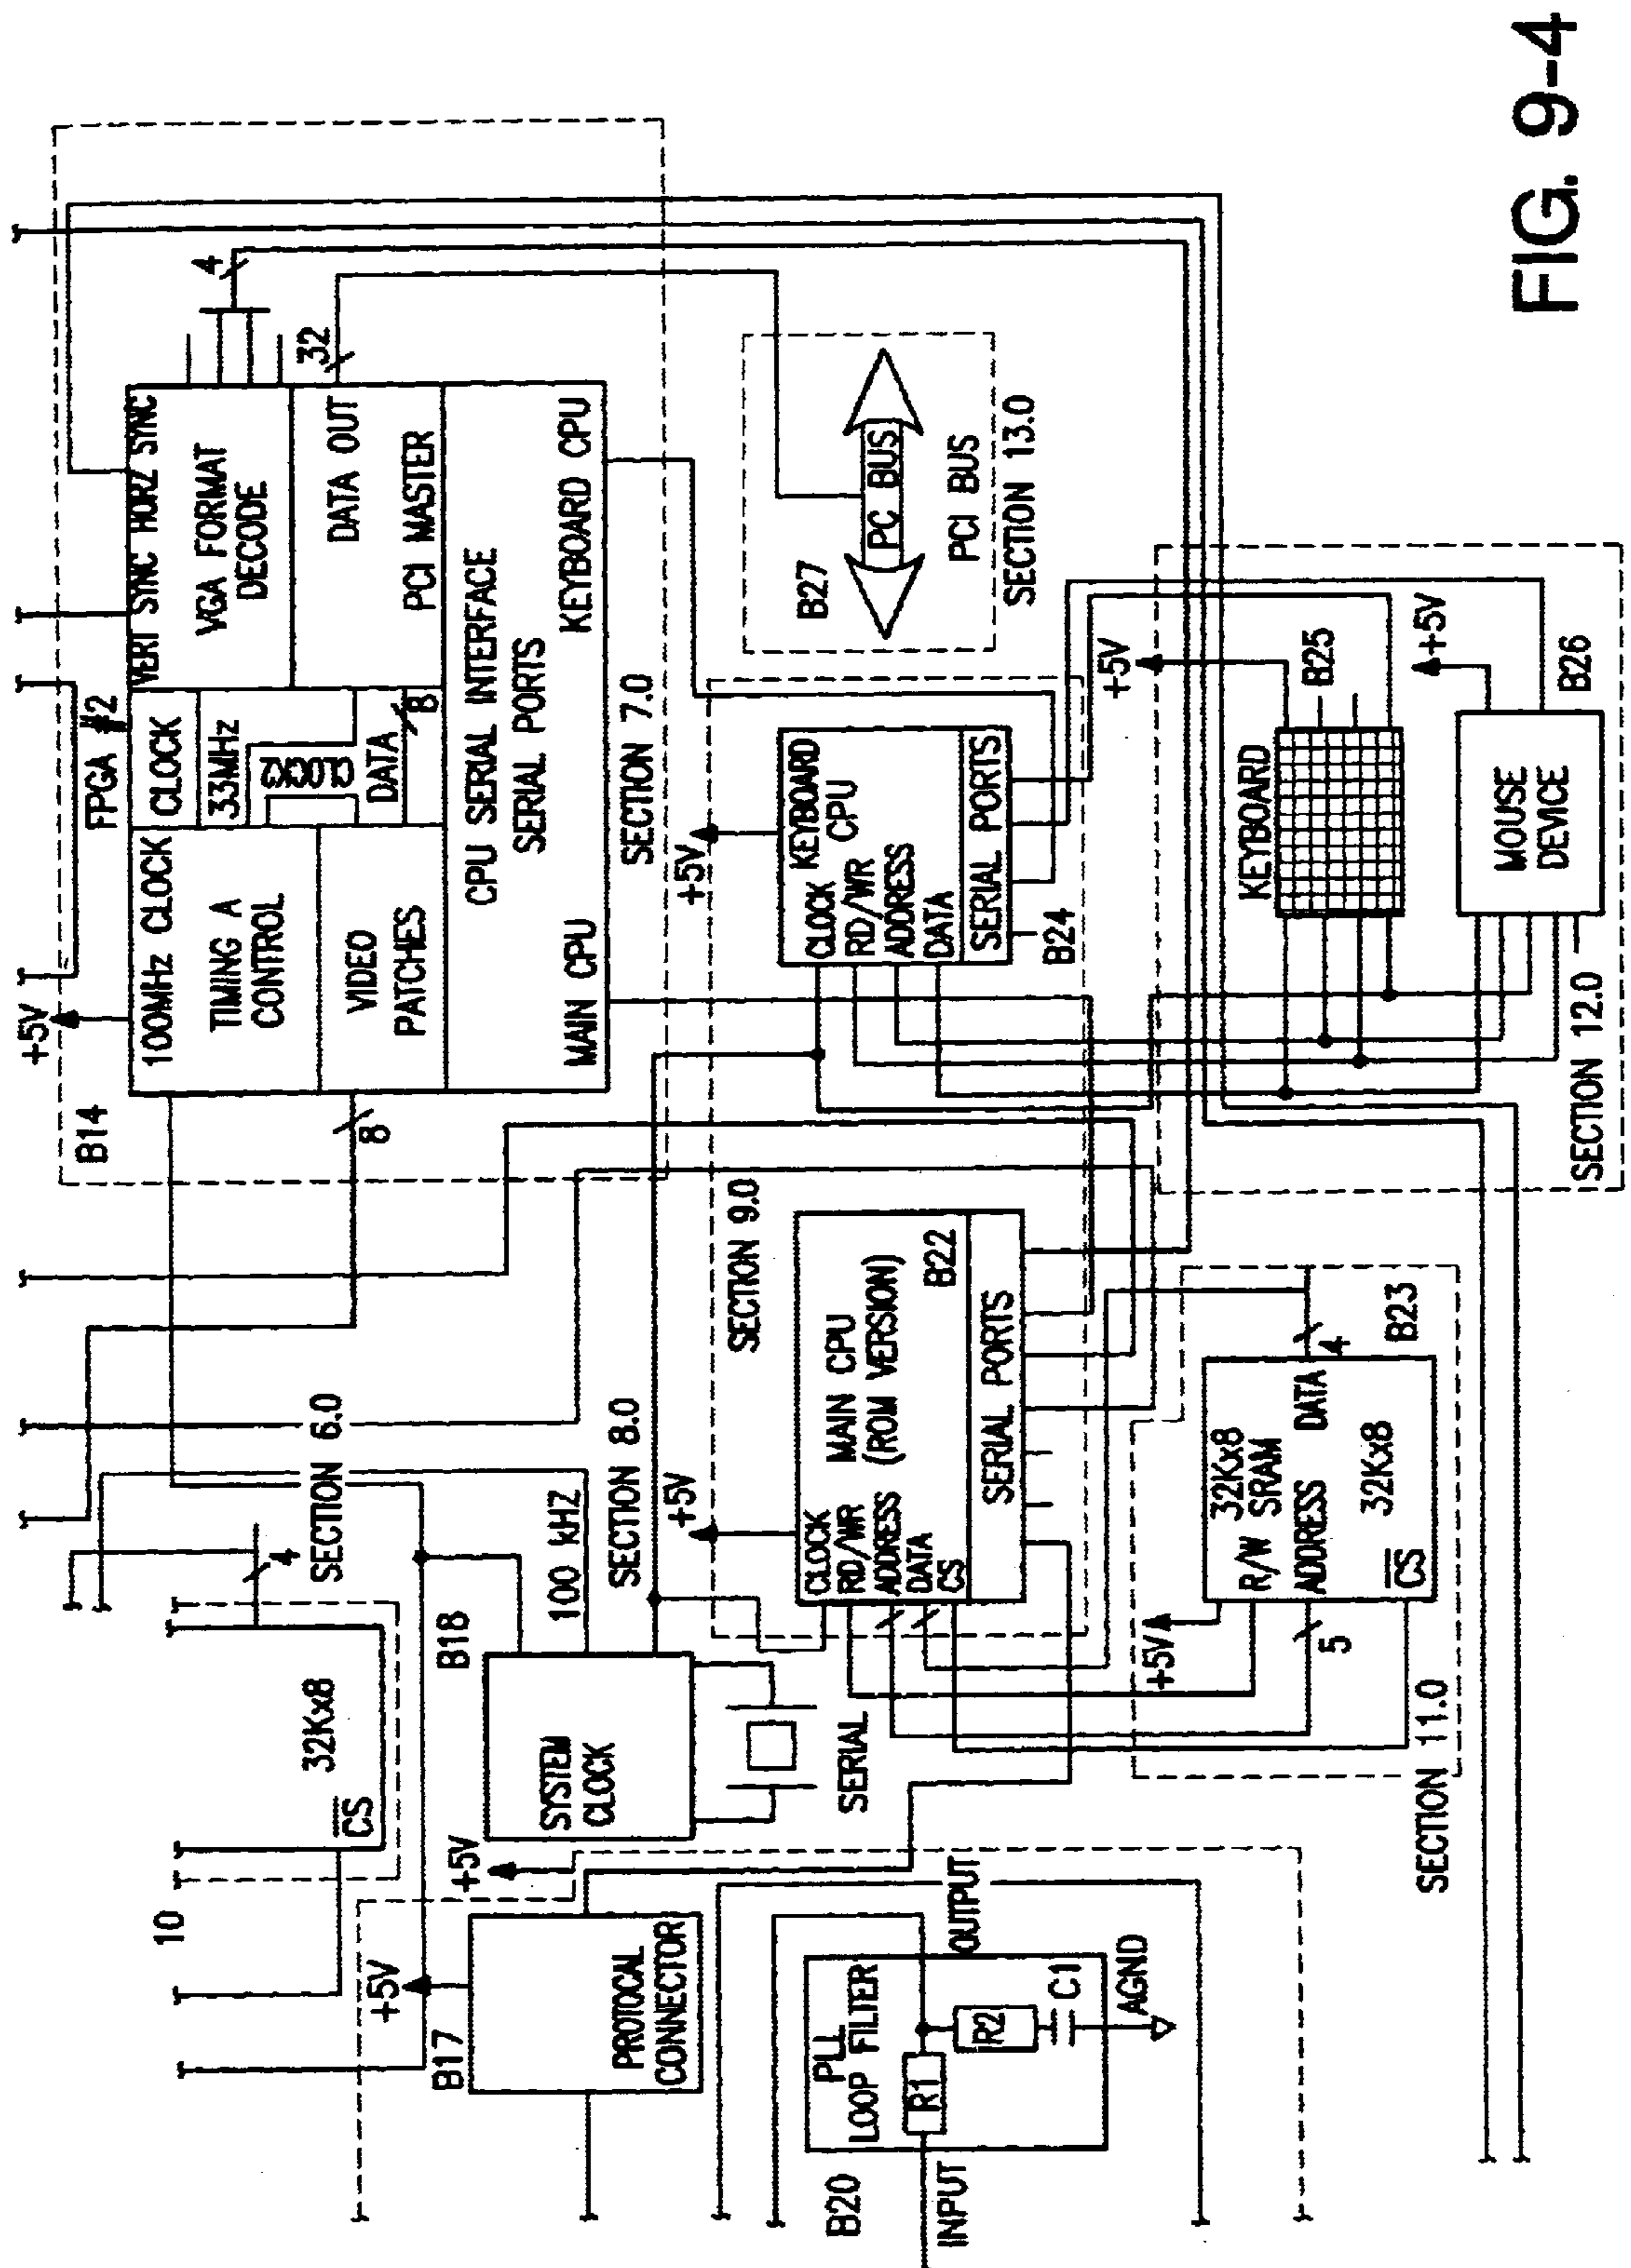 10
32Kx8
CS
4
SECTION 6.0
+5V
B14
100MHz CLOCK
TIMING A
CONTROL
VIDEO
PATCHES
8
FPGA #2
CLOCK
33MHz
CLOCK
DATA
8
VERT SYNC HORZ SYNC
VGA FORMAT
DECODE
DATA OUT
PCI MASTER
4
32
CPU SERIAL INTERFACE
SERIAL PORTS
MAIN CPU
KEYBOARD CPU
SECTION 7.0
B17
+5V
PROTOCAL
CONNECTOR
+5V
B18
SYSTEM
CLOCK
100 kHZ
SERIAL
SECTION 8.0
SECTION 9.0
+5V
CLOCK
RD/WR
ADDRESS
DATA
CS
MAIN CPU
(ROM VERSION)
B22
SERIAL PORTS
+5V
CLOCK
RD/WR
ADDRESS
DATA
KEYBOARD
CPU
SERIAL PORTS
B24
B27
PC BUS
PCI BUS
SECTION 13.0
B20
PLL
LOOP FILTER
INPUT
R1
R2
C1
OUTPUT
AGND
+5V
32Kx8
SRAM
R/W
ADDRESS
DATA
32Kx8
CS
5
4
B23
SECTION 11.0
+5V
KEYBOARD
B25
+5V
MOUSE
DEVICE
B26
SECTION 12.0
FIG. 9-4